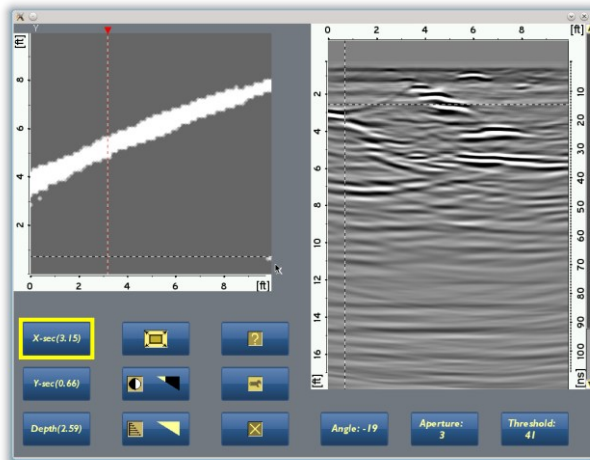 X
Y
[ft]
8
6
4
2
0 2 4 6 8 [ft]
0 2 4 6 8 [ft]
2
4
6
8
10
12
14
16
[ft]
10
20
30
40
50
60
70
80
90
100
[ns]
X-sec(3.15)
?
Y-sec(0.66)
Depth(2.59)
Angle: -19
Aperture:
3
Threshold:
41